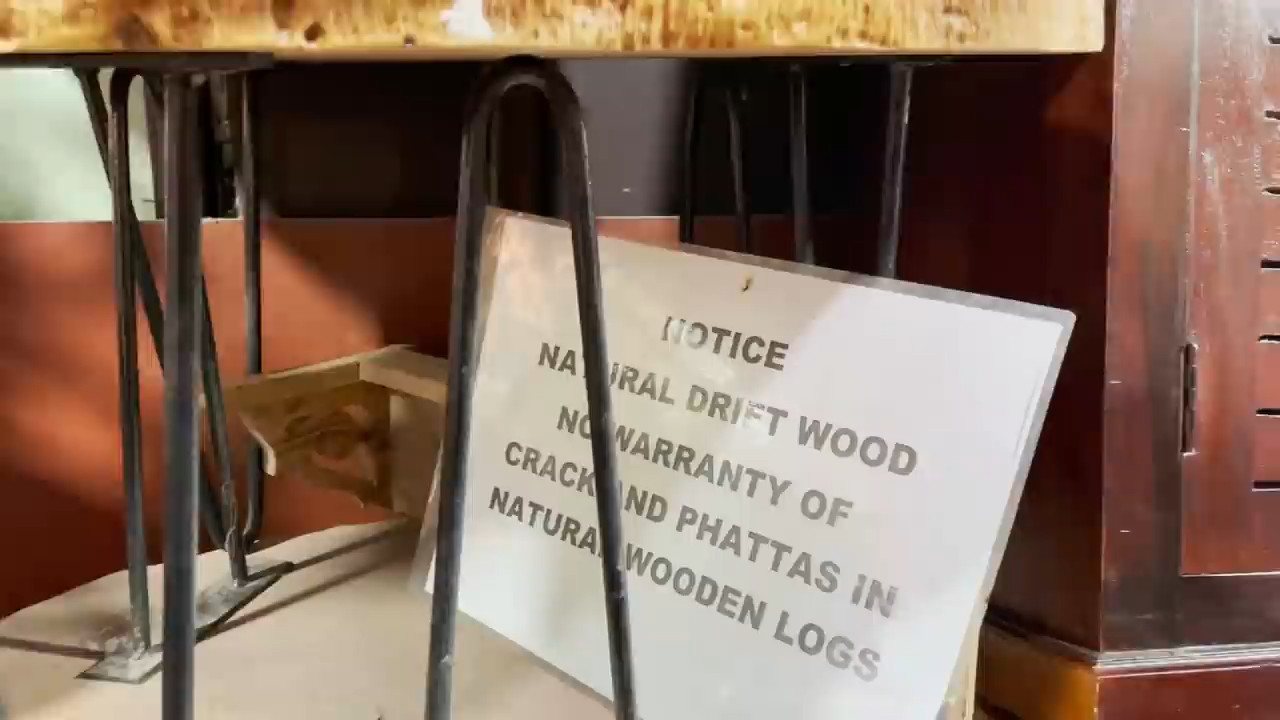 NOTICE
NATURAL DRIFT WOOD
NO WARRANTY OF
CRACK AND PHATTAS IN
NATURAL WOODEN LOGS